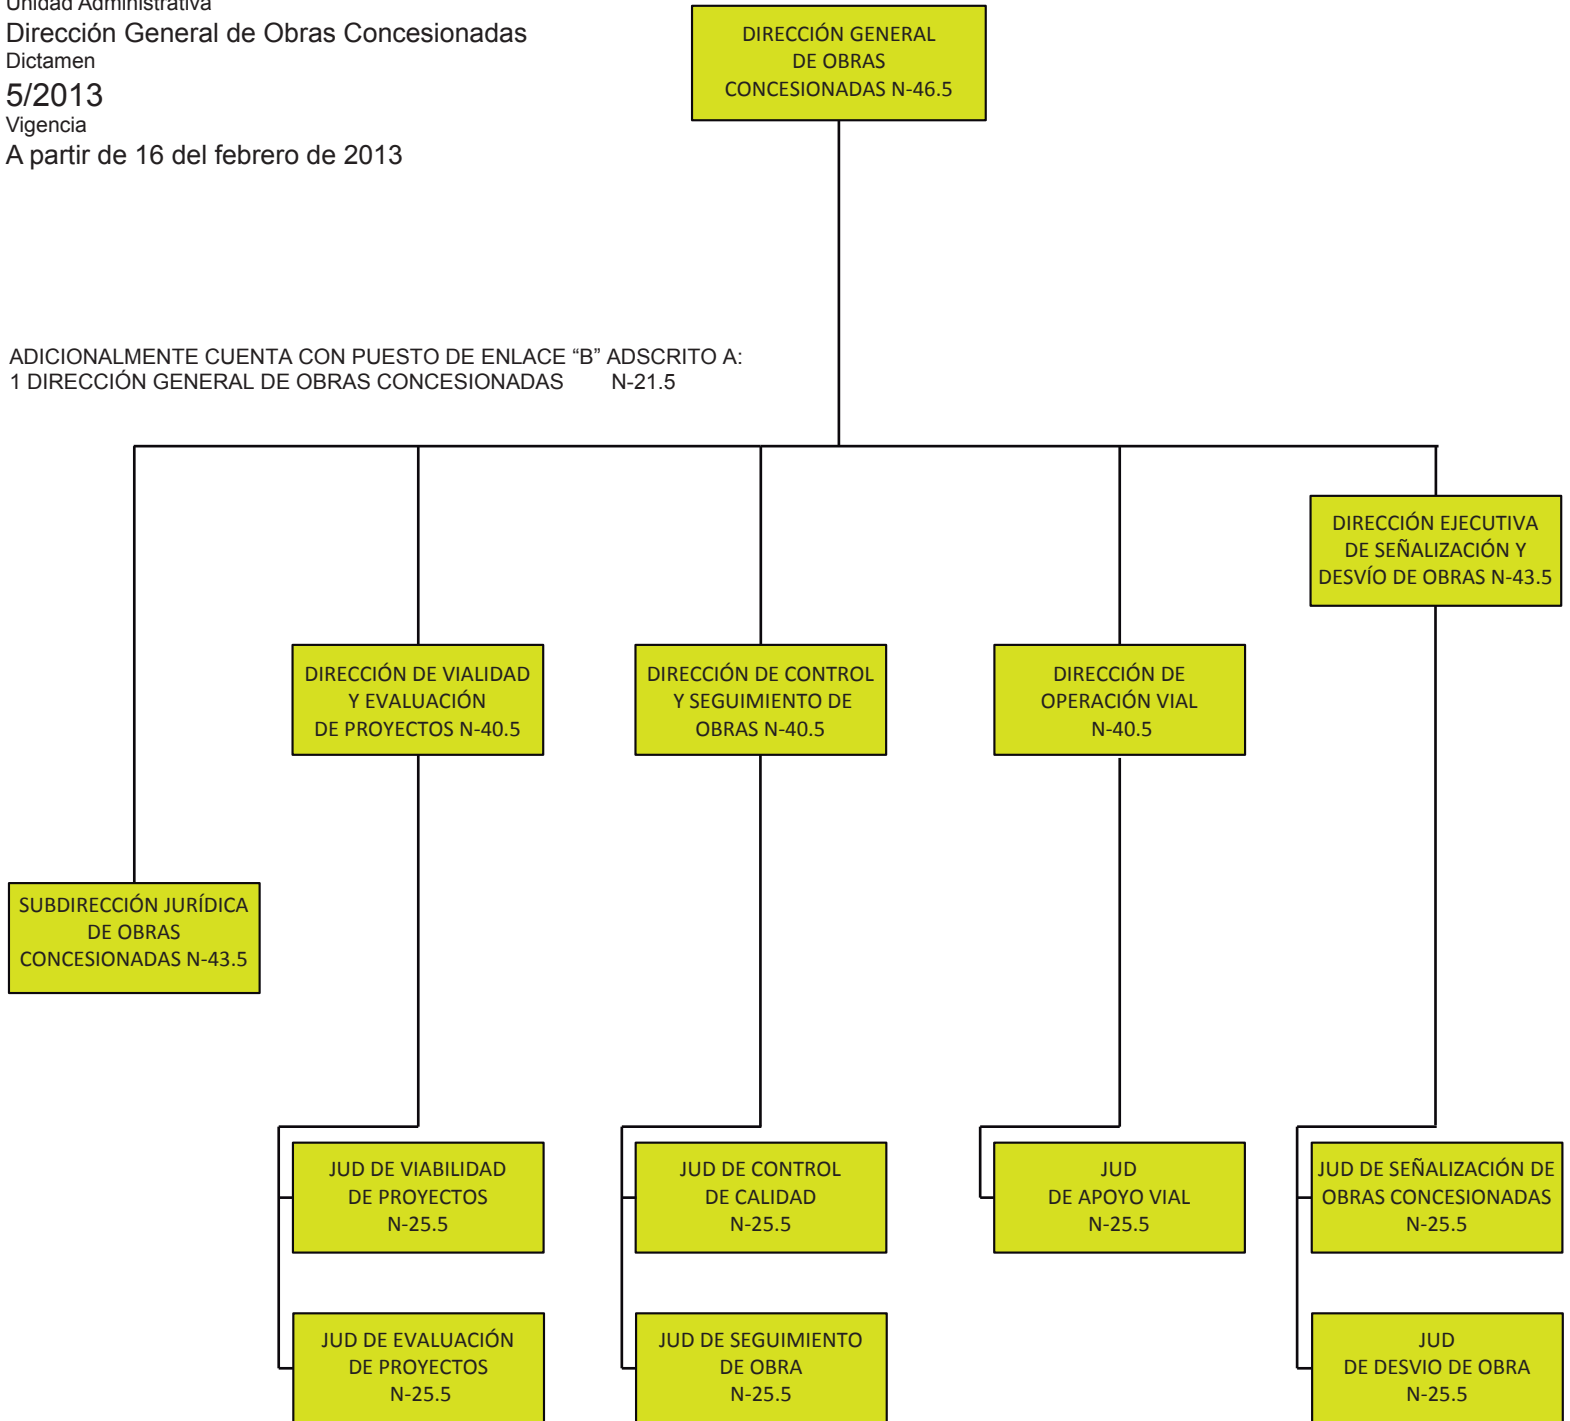 Unidad Administrativa
Dirección General de Obras Concesionadas
Dictamen
5/2013
Vigencia
A partir de 16 del febrero de 2013
DIRECCIÓN GENERAL
DE OBRAS
CONCESIONADAS N-46.5
ADICIONALMENTE CUENTA CON PUESTO DE ENLACE “B” ADSCRITO A:
1 DIRECCIÓN GENERAL DE OBRAS CONCESIONADAS N-21.5
DIRECCIÓN EJECUTIVA
DE SEÑALIZACIÓN Y
DESVÍO DE OBRAS N-43.5
DIRECCIÓN DE VIALIDAD
Y EVALUACIÓN
DE PROYECTOS N-40.5
DIRECCIÓN DE CONTROL
Y SEGUIMIENTO DE
OBRAS N-40.5
DIRECCIÓN DE
OPERACIÓN VIAL
N-40.5
SUBDIRECCIÓN JURÍDICA
DE OBRAS
CONCESIONADAS N-43.5
JUD DE VIABILIDAD
DE PROYECTOS
N-25.5
JUD DE CONTROL
DE CALIDAD
N-25.5
JUD
DE APOYO VIAL
N-25.5
JUD DE SEÑALIZACIÓN DE
OBRAS CONCESIONADAS
N-25.5
JUD DE EVALUACIÓN
DE PROYECTOS
N-25.5
JUD DE SEGUIMIENTO
DE OBRA
N-25.5
JUD
DE DESVIO DE OBRA
N-25.5